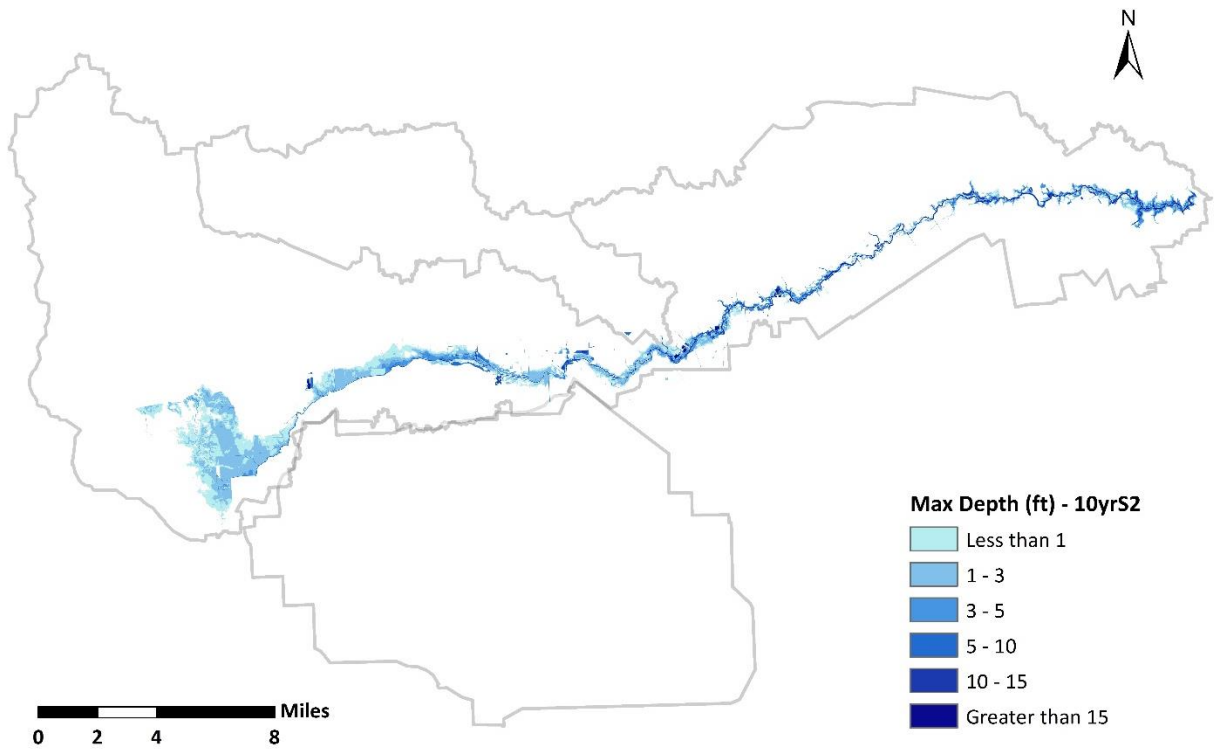 N
Max Depth (ft) - 10yrS2
Less than 1
1 - 3
3 - 5
5 - 10
10 - 15
Greater than 15
Miles
0 2 4 8